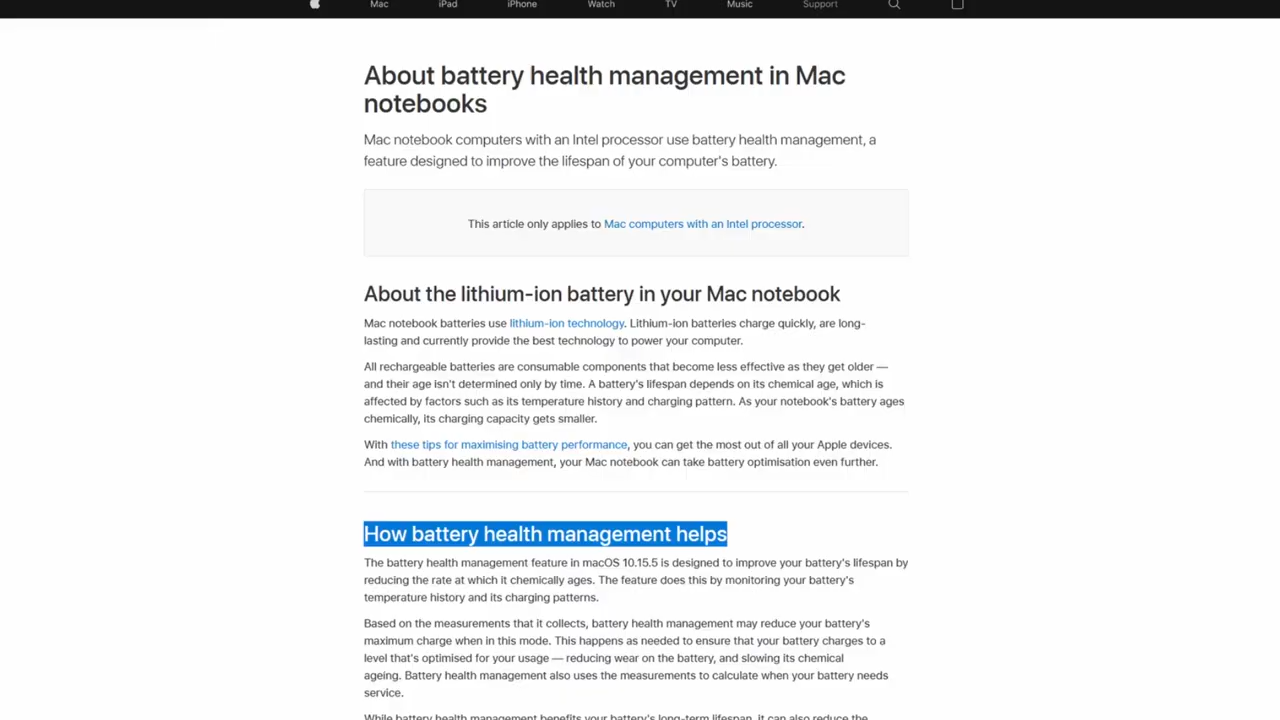 Mac iPad iPhone Watch TV Music Support
About battery health management in Mac
notebooks
Mac notebook computers with an Intel processor use battery health management, a
feature designed to improve the lifespan of your computer's battery.
This article only applies to Mac computers with an Intel processor.
About the lithium-ion battery in your Mac notebook
Mac notebook batteries use lithium-ion technology. Lithium-ion batteries charge quickly, are long-
lasting and currently provide the best technology to power your computer.
All rechargeable batteries are consumable components that become less effective as they get older —
and their age isn't determined only by time. A battery's lifespan depends on its chemical age, which is
affected by factors such as its temperature history and charging pattern. As your notebook's battery ages
chemically, its charging capacity gets smaller.
With these tips for maximising battery performance, you can get the most out of all your Apple devices.
And with battery health management, your Mac notebook can take battery optimisation even further.
How battery health management helps
The battery health management feature in macOS 10.15.5 is designed to improve your battery's lifespan by
reducing the rate at which it chemically ages. The feature does this by monitoring your battery's
temperature history and its charging patterns.
Based on the measurements that it collects, battery health management may reduce your battery's
maximum charge when in this mode. This happens as needed to ensure that your battery charges to a
level that's optimised for your usage — reducing wear on the battery, and slowing its chemical
ageing. Battery health management also uses the measurements to calculate when your battery needs
service.
While battery health management benefits your battery's long-term lifespan, it can also reduce the